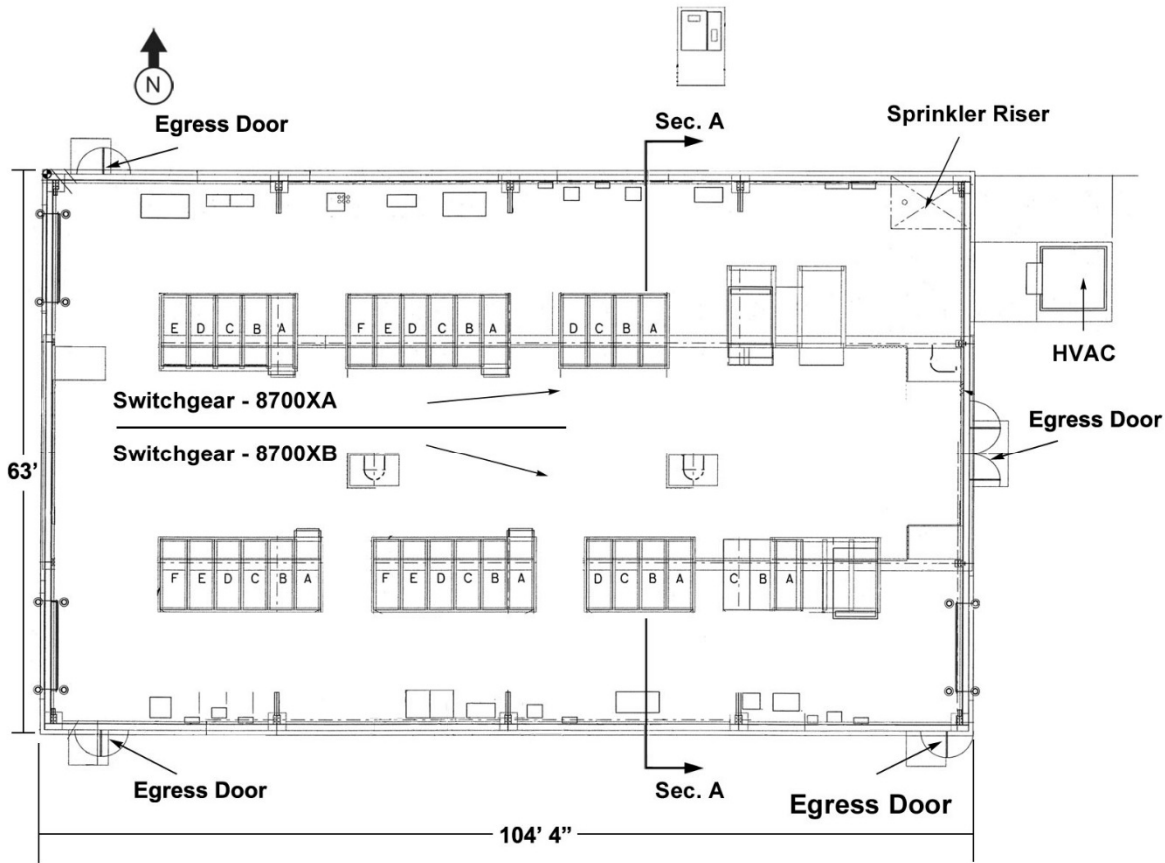 N
Egress Door
Sec. A
Sprinkler Riser
HVAC
E D C B A
F E D C B A
D C B A
Switchgear - 8700XA
Switchgear - 8700XB
Egress Door
63’
F E D C B A
F E D C B A
D C B A
C B A
Egress Door
Sec. A
Egress Door
104’ 4”